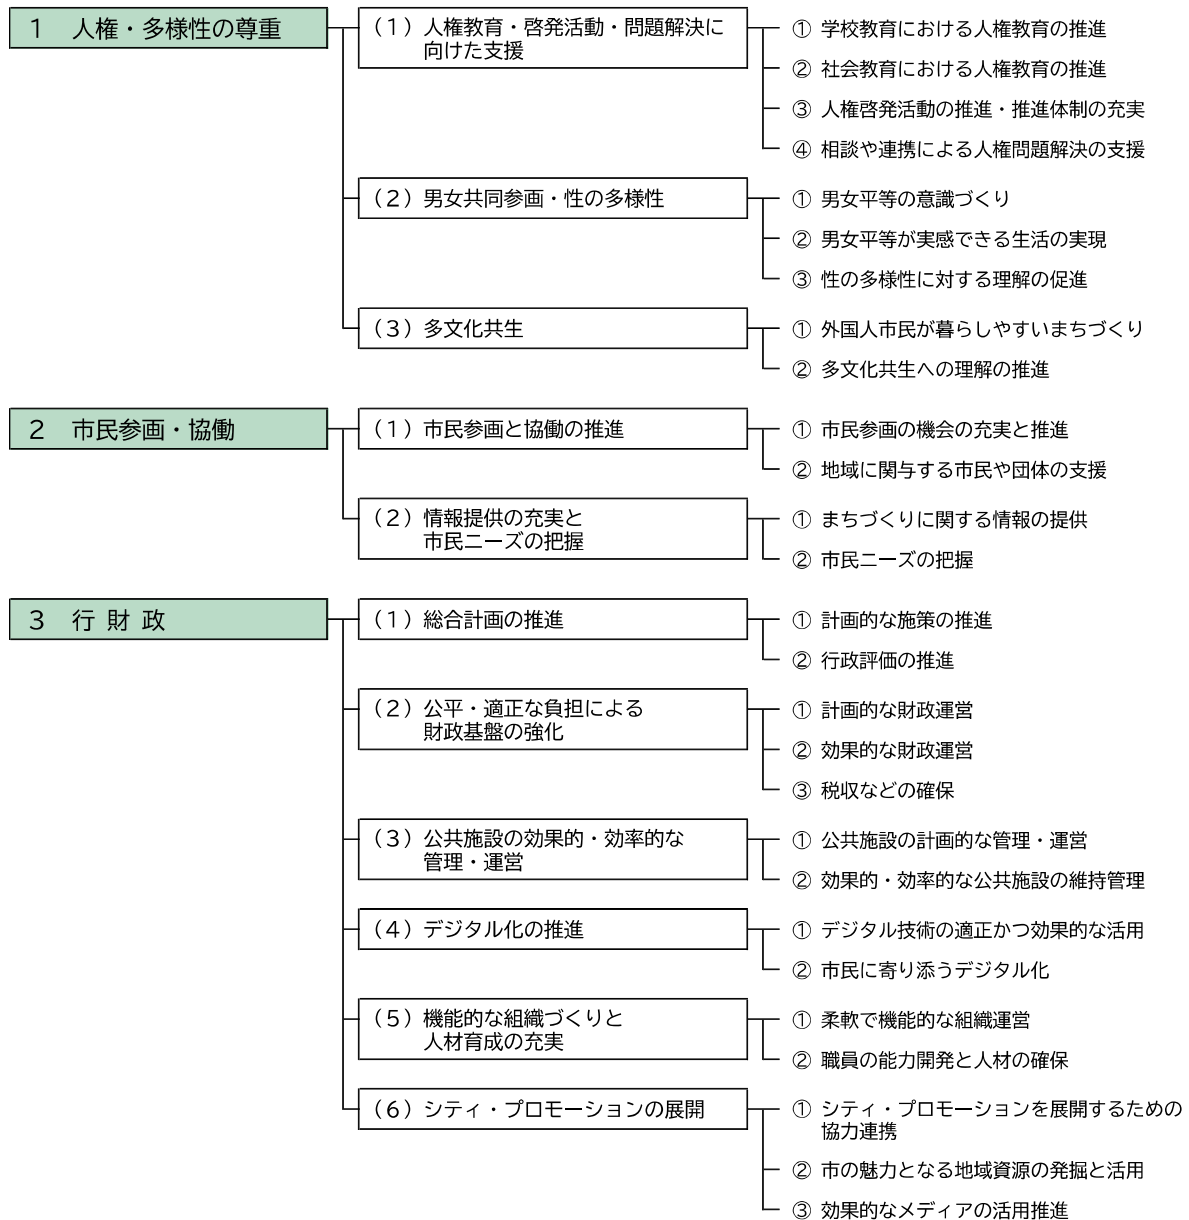 1 人権・多様性の尊重
(1)人権教育・啓発活動・問題解決に
向けた支援
① 学校教育における人権教育の推進
② 社会教育における人権教育の推進
③ 人権啓発活動の推進・推進体制の充実
④ 相談や連携による人権問題解決の支援
(2)男女共同参画・性の多様性
① 男女平等の意識づくり
② 男女平等が実感できる生活の実現
③ 性の多様性に対する理解の促進
(3)多文化共生
① 外国人市民が暮らしやすいまちづくり
② 多文化共生への理解の推進
2 市民参画・協働
(1)市民参画と協働の推進
① 市民参画の機会の充実と推進
② 地域に関与する市民や団体の支援
(2)情報提供の充実と
市民ニーズの把握
① まちづくりに関する情報の提供
② 市民ニーズの把握
3 行 財 政
(1)総合計画の推進
① 計画的な施策の推進
② 行政評価の推進
(2)公平・適正な負担による
財政基盤の強化
① 計画的な財政運営
② 効果的な財政運営
③ 税収などの確保
(3)公共施設の効果的・効率的な
管理・運営
① 公共施設の計画的な管理・運営
② 効果的・効率的な公共施設の維持管理
(4)デジタル化の推進
① デジタル技術の適正かつ効果的な活用
② 市民に寄り添うデジタル化
(5)機能的な組織づくりと
人材育成の充実
① 柔軟で機能的な組織運営
② 職員の能力開発と人材の確保
(6)シティ・プロモーションの展開
① シティ・プロモーションを展開するための
協力連携
② 市の魅力となる地域資源の発掘と活用
③ 効果的なメディアの活用推進